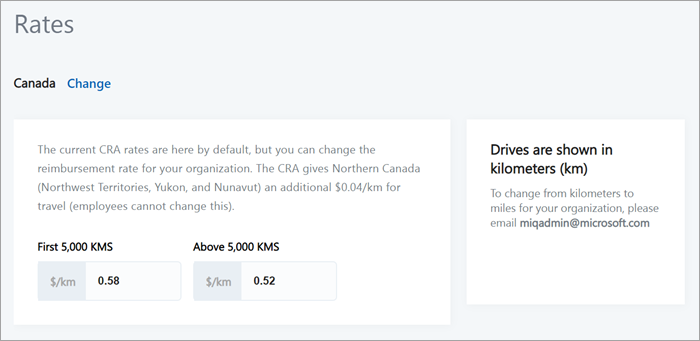 Rates
Canada Change
The current CRA rates are here by default, but you can change the
reimbursement rate for your organization. The CRA gives Northern Canada
(Northwest Territories, Yukon, and Nunavut) an additional $0.04/km for
travel (employees cannot change this).
First 5,000 KMS Above 5,000 KMS
$/km 0.58 $/km 0.52
Drives are shown in
kilometers (km)
To change from kilometers to
miles for your organization, please
email miqadmin@microsoft.com